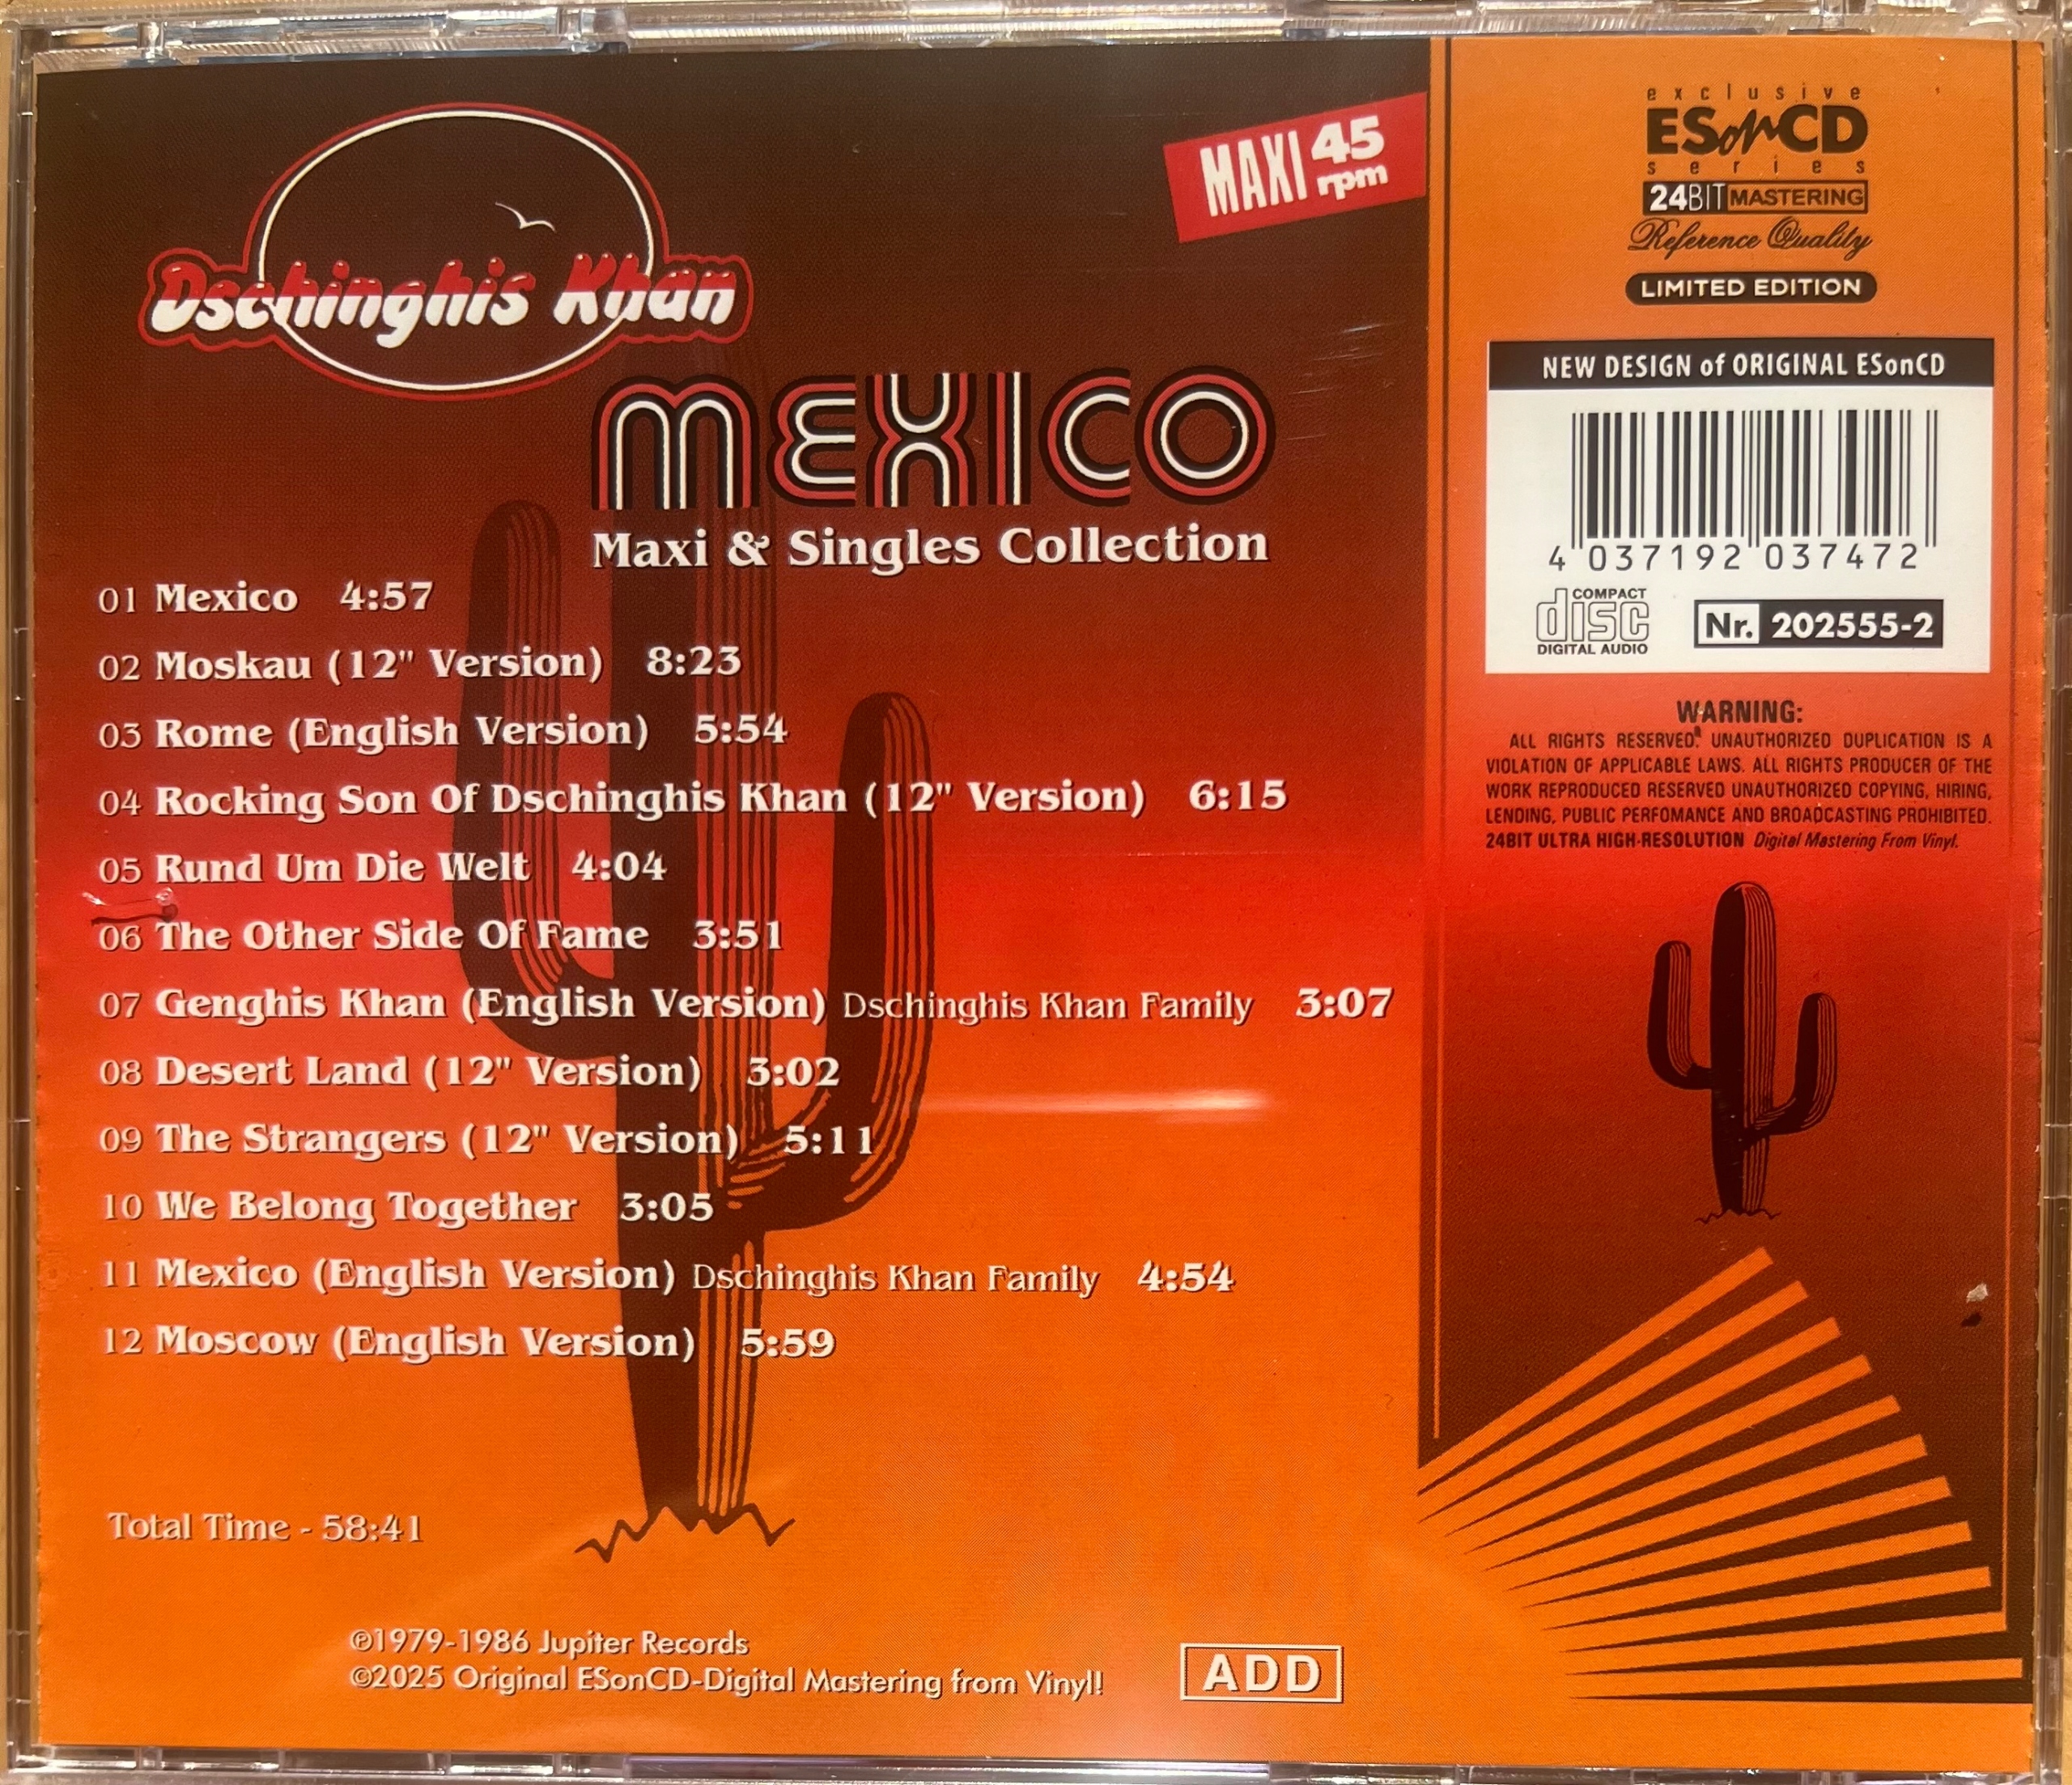 Dschinghis Khan
MAXI 45 rpm
MEXICO
Maxi & Singles Collection
01 Mexico 4:57
02 Moskau (12" Version) 8:23
03 Rome (English Version) 5:54
04 Rocking Son Of Dschinghis Khan (12" Version) 6:15
05 Rund Um Die Welt 4:04
06 The Other Side Of Fame 3:51
07 Genghis Khan (English Version) Dschinghis Khan Family 3:07
08 Desert Land (12" Version) 3:02
09 The Strangers (12" Version) 5:11
10 We Belong Together 3:05
11 Mexico (English Version) Dschinghis Khan Family 4:54
12 Moscow (English Version) 5:59
Total Time - 58:41
℗1979-1986 Jupiter Records
©2025 Original ESonCD-Digital Mastering from Vinyl!
ADD
exclusive
ESonCD
series
24BIT MASTERING
Reference Quality
LIMITED EDITION
NEW DESIGN of ORIGINAL ESonCD
4 037192 037472
COMPACT
disc
DIGITAL AUDIO
Nr. 202555-2
WARNING:
ALL RIGHTS RESERVED. UNAUTHORIZED DUPLICATION IS A
VIOLATION OF APPLICABLE LAWS. ALL RIGHTS PRODUCER OF THE
WORK REPRODUCED RESERVED UNAUTHORIZED COPYING, HIRING,
LENDING, PUBLIC PERFOMANCE AND BROADCASTING PROHIBITED.
24BIT ULTRA HIGH-RESOLUTION Digital Mastering From Vinyl.